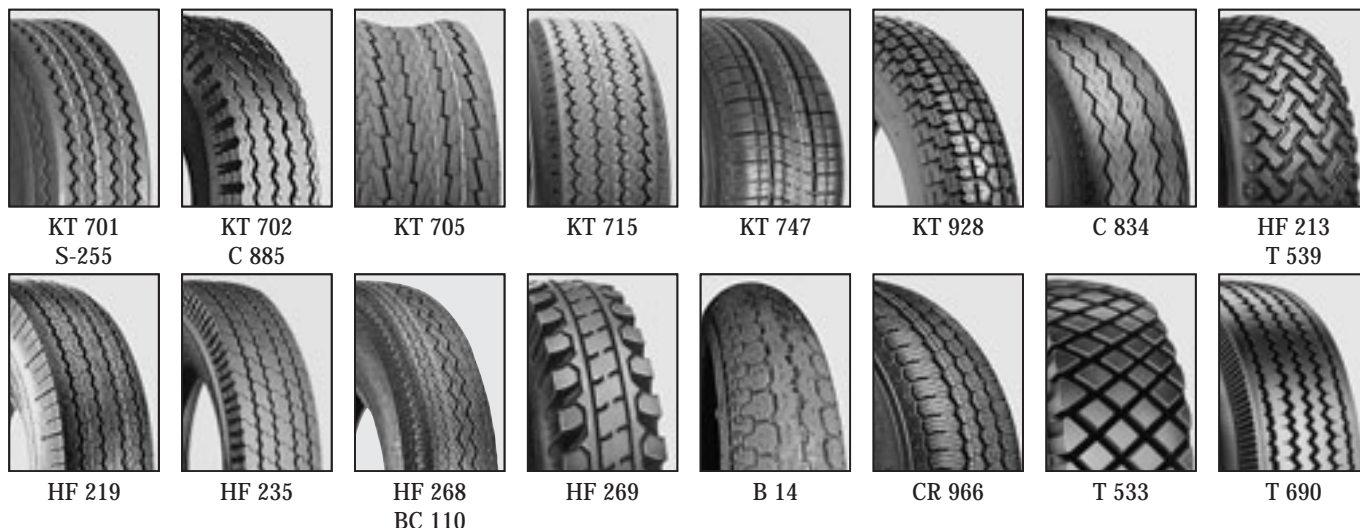 KT 701
S-255
KT 702
C 885
KT 705
KT 715
KT 747
KT 928
C 834
HF 213
T 539
HF 219
HF 235
HF 268
BC 110
HF 269
B 14
CR 966
T 533
T 690